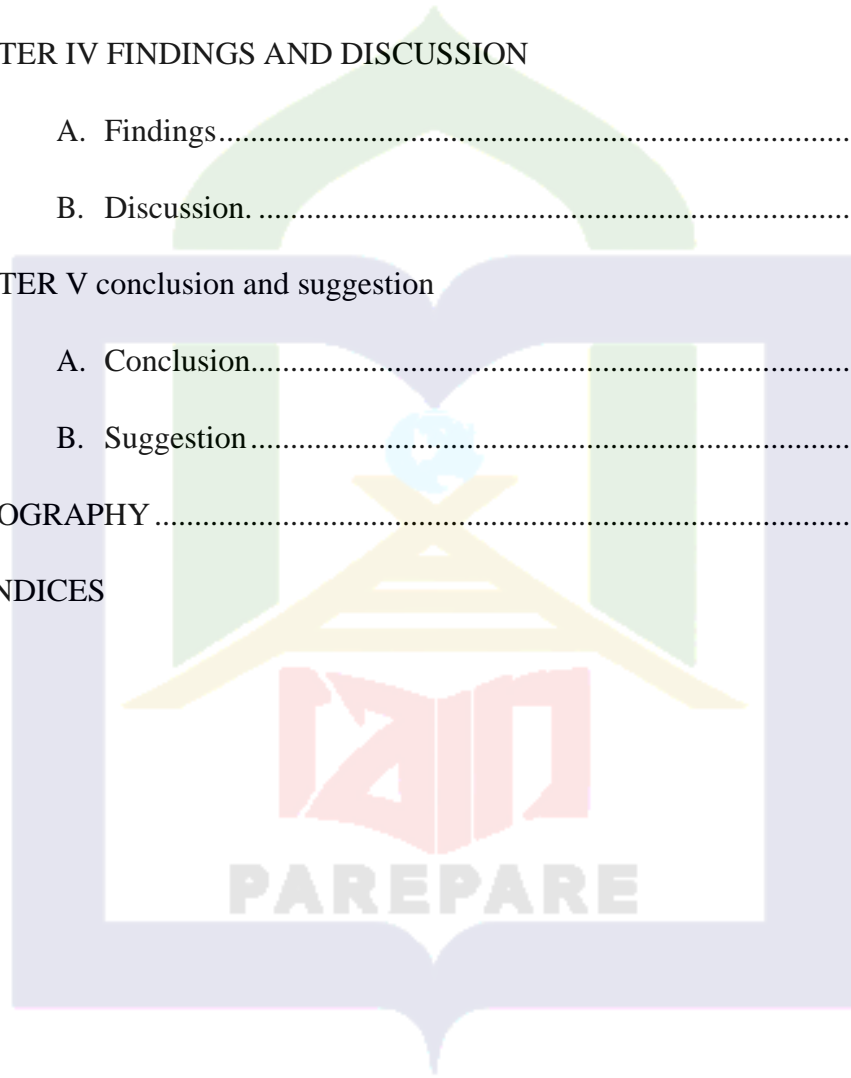 TER IV FINDINGS AND DISCUSSION
A. Findings........................................................................
B. Discussion. ....................................................................
TER V conclusion and suggestion
A. Conclusion....................................................................
B. Suggestion....................................................................
OGRAPHY................................................................................
NDICES
PAREPARE